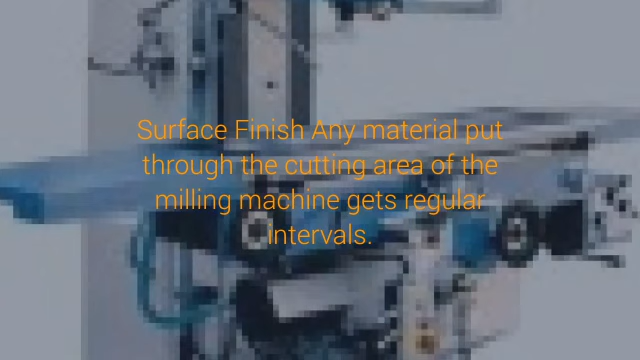 Surface Finish Any material put
through the cutting area of the
milling machine gets regular
intervals.